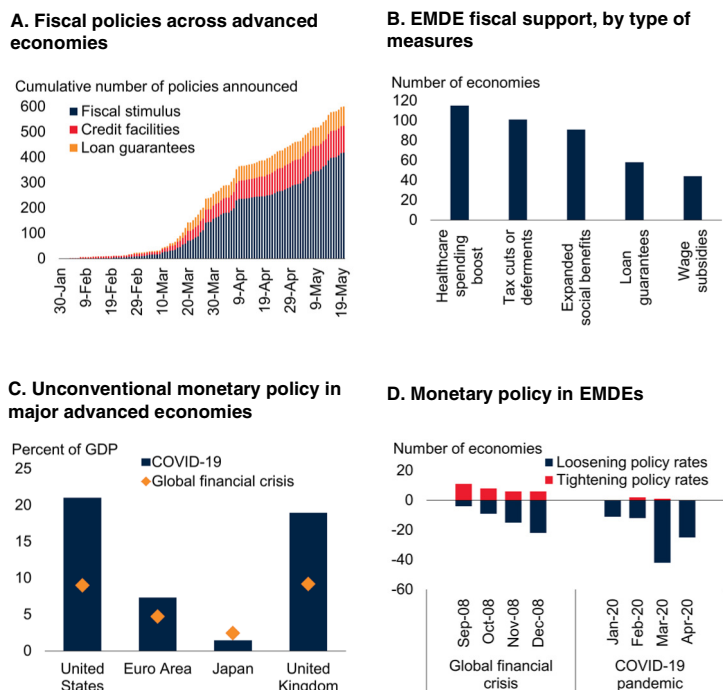 A. Fiscal policies across advanced
economies
Cumulative number of policies announced
600
500
400
300
200
100
0
Fiscal stimulus
Credit facilities
Loan guarantees
30-Jan
9-Feb
19-Feb
29-Feb
10-Mar
20-Mar
30-Mar
9-Apr
19-Apr
29-Apr
9-May
19-May
B. EMDE fiscal support, by type of
measures
Number of economies
120
100
80
60
40
20
0
Healthcare
spending
boost
Tax cuts or
deferments
Expanded
social benefits
Loan
guarantees
Wage
subsidies
C. Unconventional monetary policy in
major advanced economies
Percent of GDP
25
20
15
10
5
0
COVID-19
Global financial crisis
United
States
Euro Area
Japan
United
Kingdom
D. Monetary policy in EMDEs
Number of economies
20
0
-20
-40
-60
Loosening policy rates
Tightening policy rates
Sep-08
Oct-08
Nov-08
Dec-08
Jan-20
Feb-20
Mar-20
Apr-20
Global financial
crisis
COVID-19
pandemic